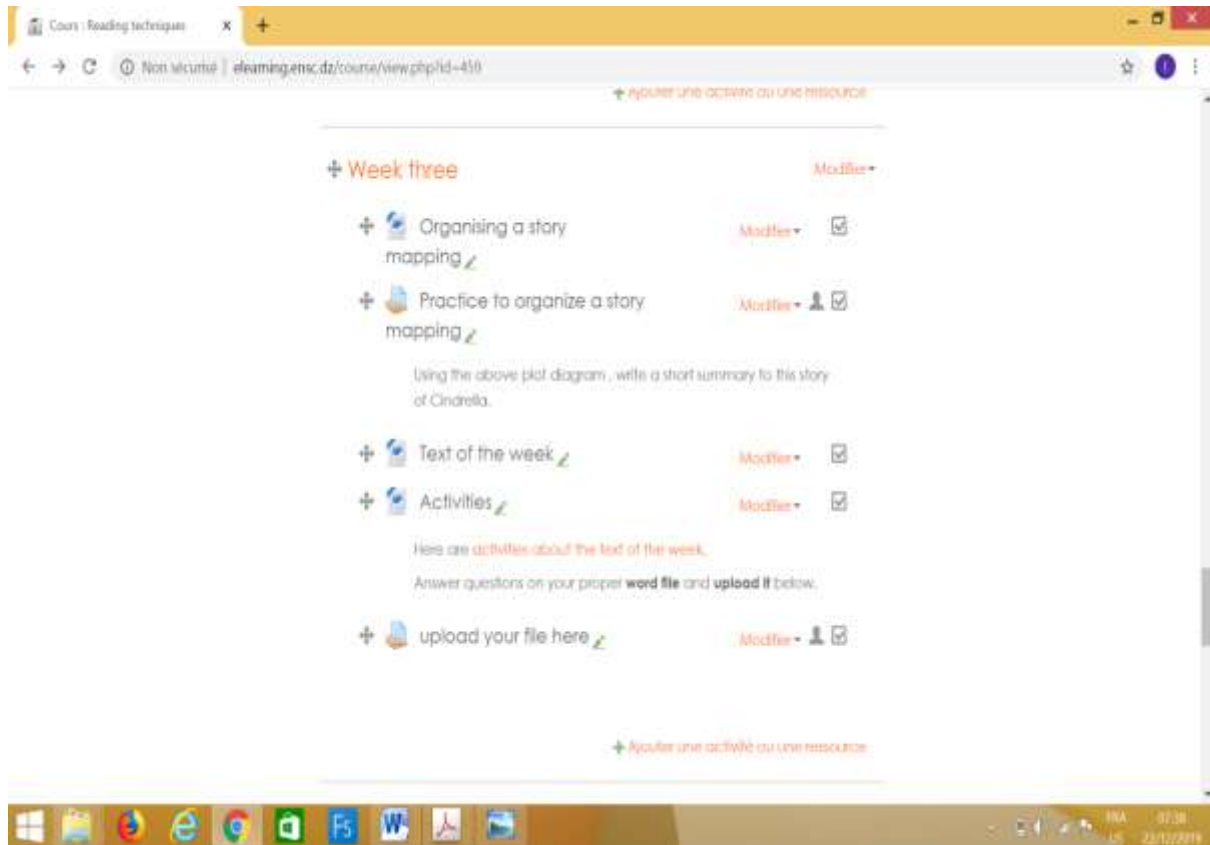 Cours : Reading techniques
Non sécurisé | elearning.ensc.dz/course/view.php?id=459
Ajouter une activité ou une ressource
Week three
Modifier
Organising a story
mapping
Modifier
Practice to organize a story
mapping
Modifier
Using the above plot diagram , write a short summary to this story
of Cindrella.
Text of the week
Modifier
Activities
Modifier
Here are activities about the text of the week.
Answer questions on your proper word file and upload it below.
upload your file here
Modifier
Ajouter une activité ou une ressource
FRA 07:58
US